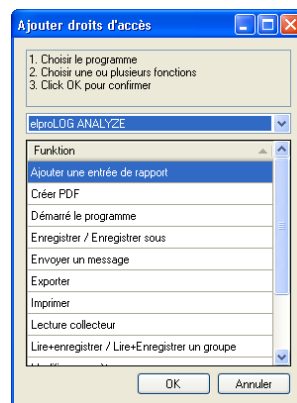 Ajouter droits d'accès
1. Choisir le programme
2. Choisir une ou plusieurs fonctions
3. Click OK pour confirmer
elproLOG ANALYZE
Funktion
Ajouter une entrée de rapport
Créer PDF
Démarré le programme
Enregistrer / Enregistrer sous
Envoyer un message
Exporter
Imprimer
Lecture collecteur
Lire+enregistrer / Lire+Enregistrer un groupe
OK Annuler